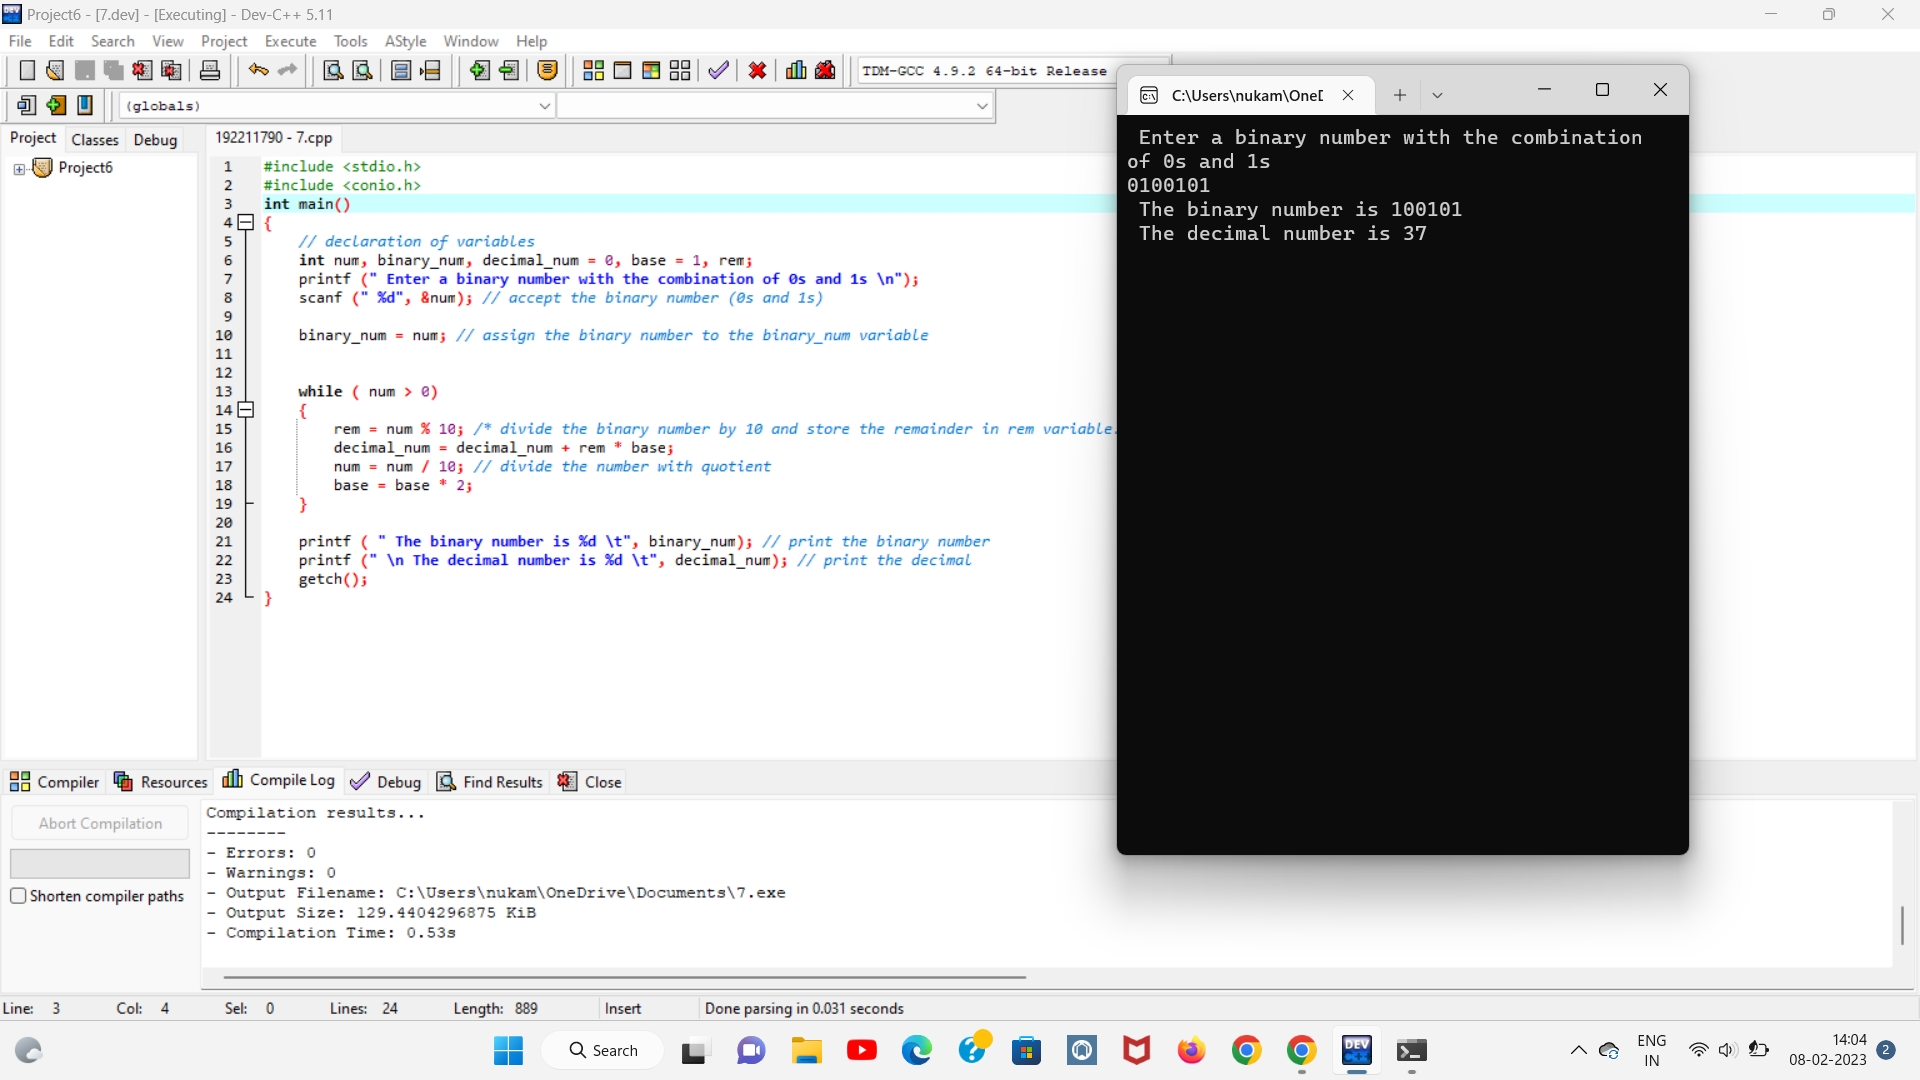 Project6 - [7.dev] - [Executing] - Dev-C++ 5.11
File Edit Search View Project Execute Tools AStyle Window Help
TDM-GCC 4.9.2 64-bit Release
(globals)
Project Classes Debug
192211790 - 7.cpp
Project6
1 #include <stdio.h>
2 #include <conio.h>
3 int main()
4 {
5 // declaration of variables
6 int num, binary_num, decimal_num = 0, base = 1, rem;
7 printf (" Enter a binary number with the combination of 0s and 1s \n");
8 scanf (" %d", &num); // accept the binary number (0s and 1s)
9
10 binary_num = num; // assign the binary number to the binary_num variable
11
12
13 while ( num > 0)
14 {
15 rem = num % 10; /* divide the binary number by 10 and store the remainder in rem variable.
16 decimal_num = decimal_num + rem * base;
17 num = num / 10; // divide the number with quotient
18 base = base * 2;
19 }
20
21 printf ( " The binary number is %d \t", binary_num); // print the binary number
22 printf (" \n The decimal number is %d \t", decimal_num); // print the decimal
23 getch();
24 }
C:\Users\nukam\OneD
Enter a binary number with the combination
of 0s and 1s
0100101
The binary number is 100101
The decimal number is 37
Compiler Resources Compile Log Debug Find Results Close
Abort Compilation
Shorten compiler paths
Compilation results...
--------
- Errors: 0
- Warnings: 0
- Output Filename: C:\Users\nukam\OneDrive\Documents\7.exe
- Output Size: 129.4404296875 KiB
- Compilation Time: 0.53s
Line: 3 Col: 4 Sel: 0 Lines: 24 Length: 889 Insert Done parsing in 0.031 seconds
Search
DEV
C++
ENG
IN
14:04
08-02-2023
2